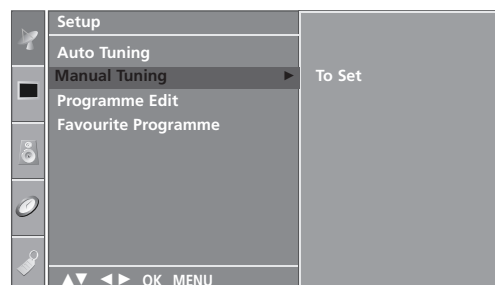 Setup
Auto Tuning
Manual Tuning ► To Set
Programme Edit
Favourite Programme
▲▼ ◄► OK MENU